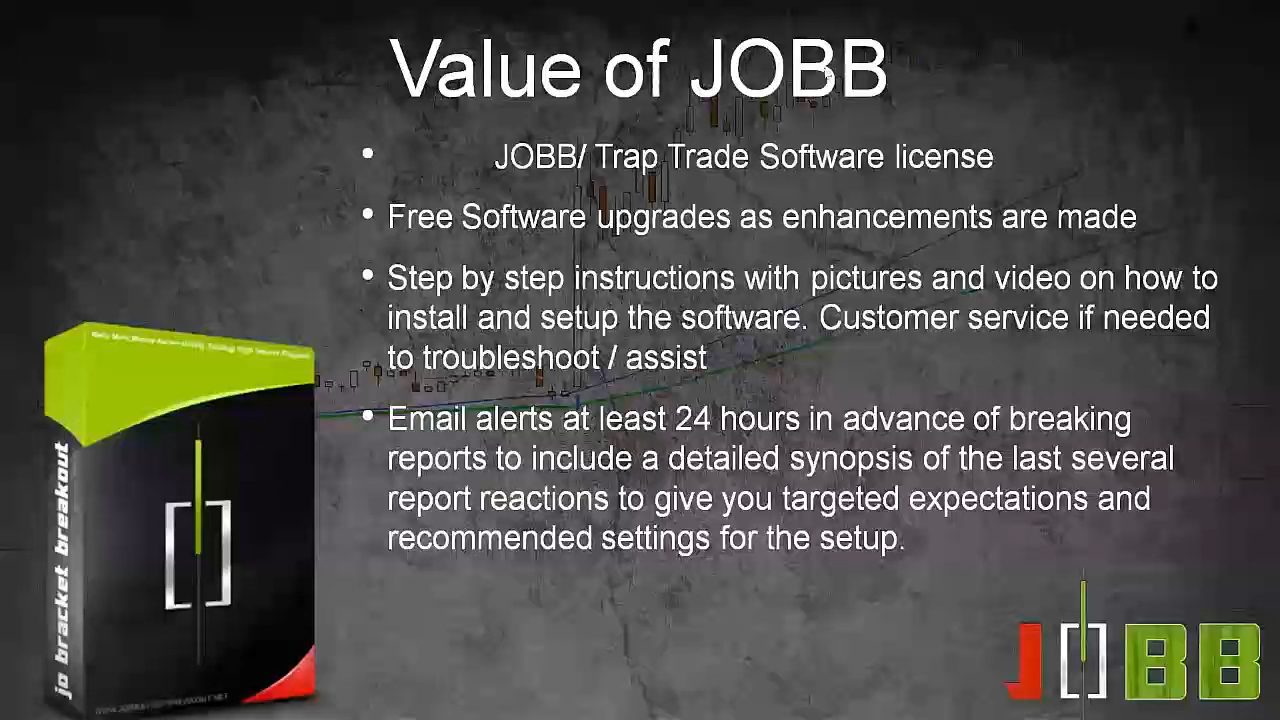 Value of JOBB
• JOBB/ Trap Trade Software license
• Free Software upgrades as enhancements are made
• Step by step instructions with pictures and video on how to
install and setup the software. Customer service if needed
to troubleshoot / assist
• Email alerts at least 24 hours in advance of breaking
reports to include a detailed synopsis of the last several
report reactions to give you targeted expectations and
recommended settings for the setup.
jo bracket breakout
J[]BB